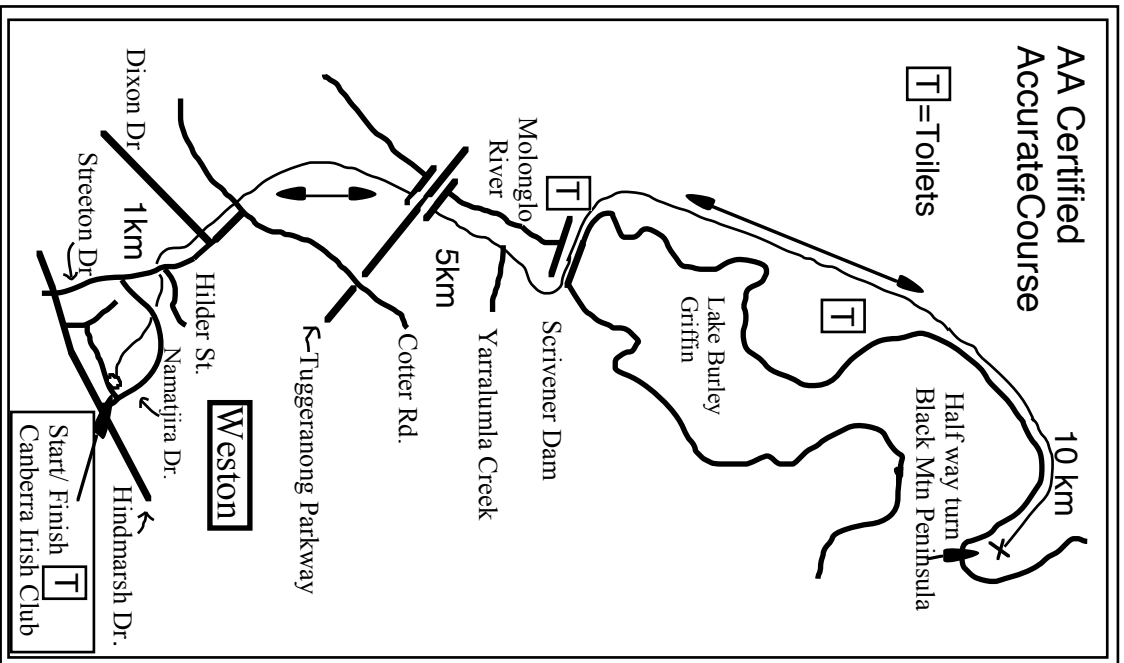 AA Certified
AccurateCourse
T =Toilets
10 km
Half way turn
Black Mtn Peninsula
T
Lake Burley
Griffin
T
Molonglo
River
Scrivener Dam
Yarralumla Creek
5km
Cotter Rd.
Tuggeranong Parkway
Weston
Dixon Dr
Streeton Dr
1km
Hilder St.
Namatjira Dr.
Hindmarsh Dr.
Start/ Finish T
Canberra Irish Club